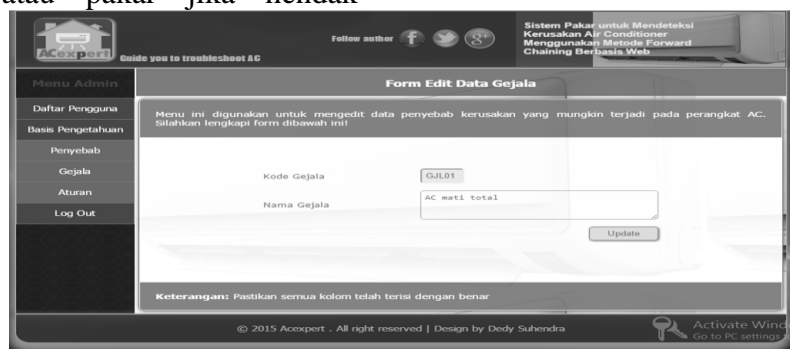 atau pakar jika hendak
ACexpert
Guide you to troubleshoot AC
Follow author
Sistem Pakar untuk Mendeteksi
Kerusakan Air Conditioner
Menggunakan Metode Forward
Chaining Berbasis Web
Menu Admin
Form Edit Data Gejala
Daftar Pengguna
Basis Pengetahuan
Penyebab
Gejala
Aturan
Log Out
Menu ini digunakan untuk mengedit data penyebab kerusakan yang mungkin terjadi pada perangkat AC.
Silahkan lengkapi form dibawah ini!
Kode Gejala
GJL01
Nama Gejala
AC mati total
Update
Keterangan: Pastikan semua kolom telah terisi dengan benar
© 2015 Acexpert . All right reserved | Design by Dedy Suhendra
Activate Wind
Go to PC settings